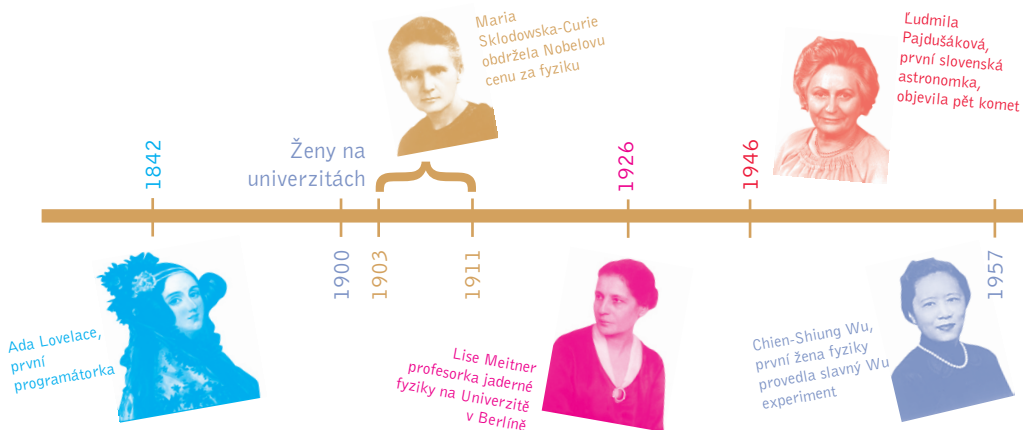 Maria
Sklodowska-Curie
obdržela Nobelovu
cenu za fyziku
Ľudmila
Pajdušáková,
první slovenská
astronomka,
objevila pět komet
1842
Ženy na
univerzitách
1926
1946
1900
1903
1911
1957
Ada Lovelace,
první
programátorka
Lise Meitner
profesorka jaderné
fyziky na Univerzitě
v Berlíně
Chien-Shiung Wu,
první žena fyziky
provedla slavný Wu
experiment